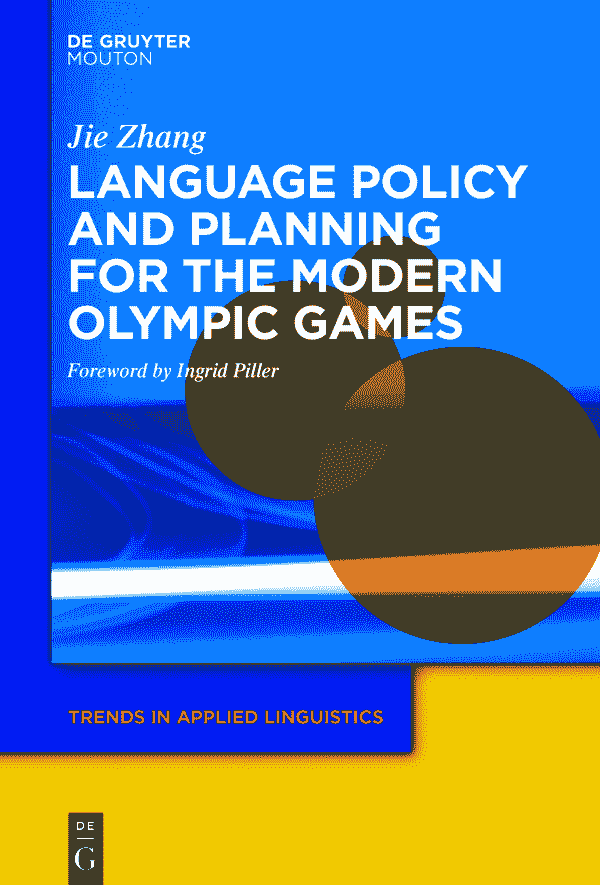 DE GRUYTER
MOUTON
Jie Zhang
LANGUAGE POLICY
AND PLANNING
FOR THE MODERN
OLYMPIC GAMES
Foreword by Ingrid Piller
TRENDS IN APPLIED LINGUISTICS
DE
G